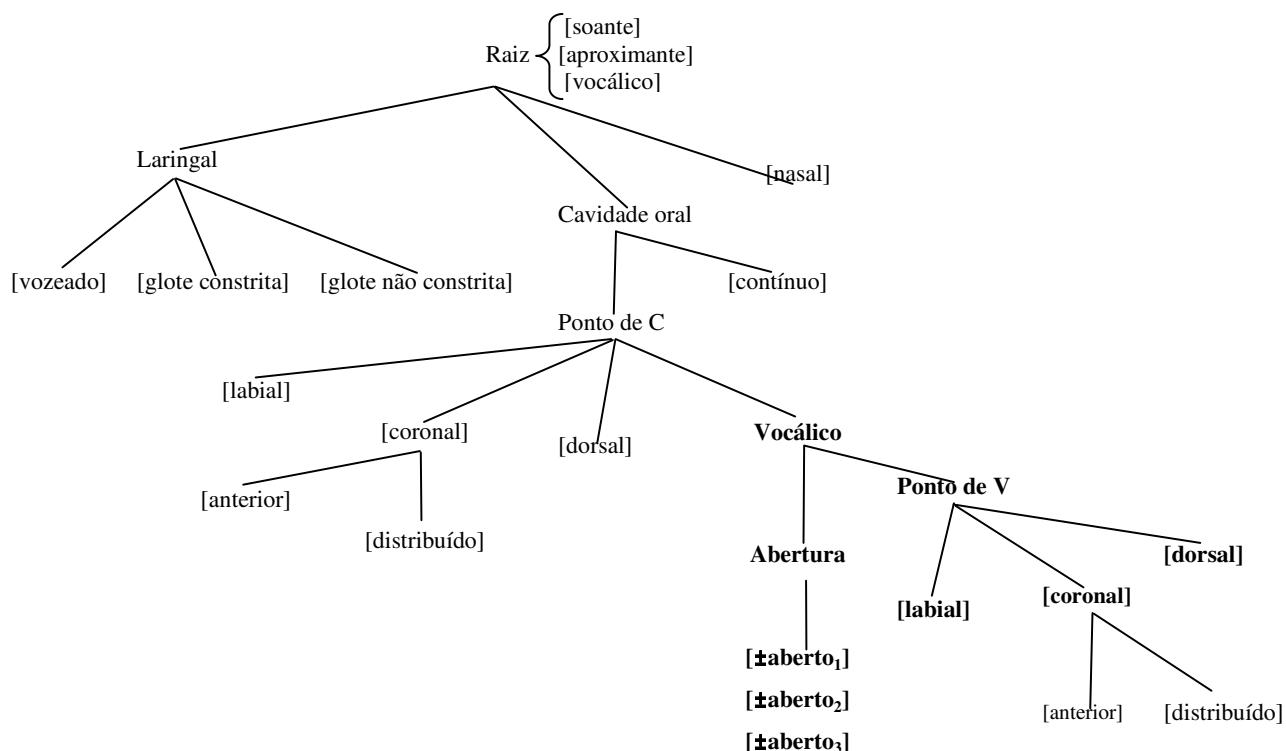 [soante]
Raiz
[aproximante]
[vocálico]
Laringal
[nasal]
Cavidade oral
[vozeado] [glote constrita] [glote não constrita] [contínuo]
Ponto de C
[labial]
[coronal] [dorsal] Vocálico
[anterior] Ponto de V
[distribuído] Abertura [dorsal]
[labial] [coronal]
[±aberto₁]
[±aberto₂] [anterior] [distribuído]
[±aberto₃]